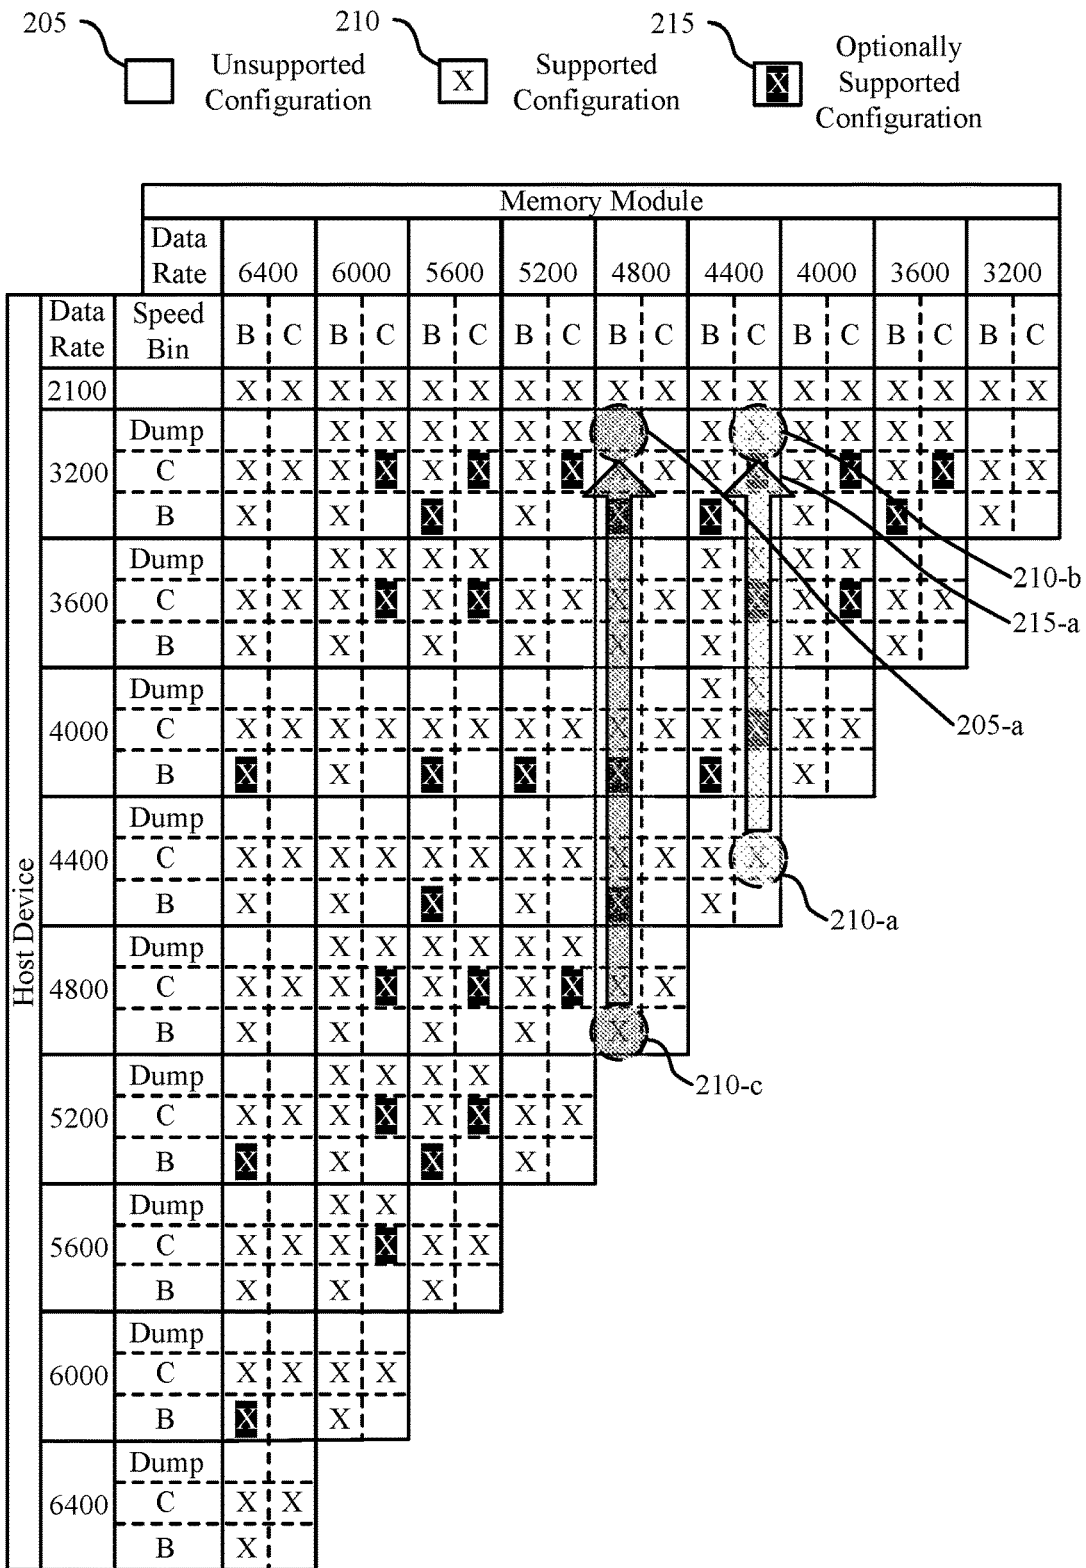 205
210
215
Unsupported
Configuration
X
Supported
Configuration
X
Optionally
Supported
Configuration
Memory Module
Data
Rate
6400 6000 5600 5200 4800 4400 4000 3600 3200
Host Device
Data
Rate
Speed
Bin
B C B C B C B C B C B C B C B C B C
2100 X X X X X X X X X X X X X X X X X X
3200
Dump X X X X X X X X X X X X
C X X X X X X X X X X X X X X X X
B X X X X X X X X X
3600
Dump X X X X X X X X
C X X X X X X X X X X X X X X X X
B X X X X X X X X
4000
Dump X X
C X X X X X X X X X X X X X X
B X X X X X X X
4400
Dump
C X X X X X X X X X X X X
B X X X X X X
4800
Dump X X X X X X
C X X X X X X X X X X
B X X X X X
5200
Dump X X X X
C X X X X X X X X
B X X X X
5600
Dump X X
C X X X X X X
B X X X
6000
Dump
C X X X X
B X X
6400
Dump
C X X
B X
210-b
215-a
205-a
210-a
210-c